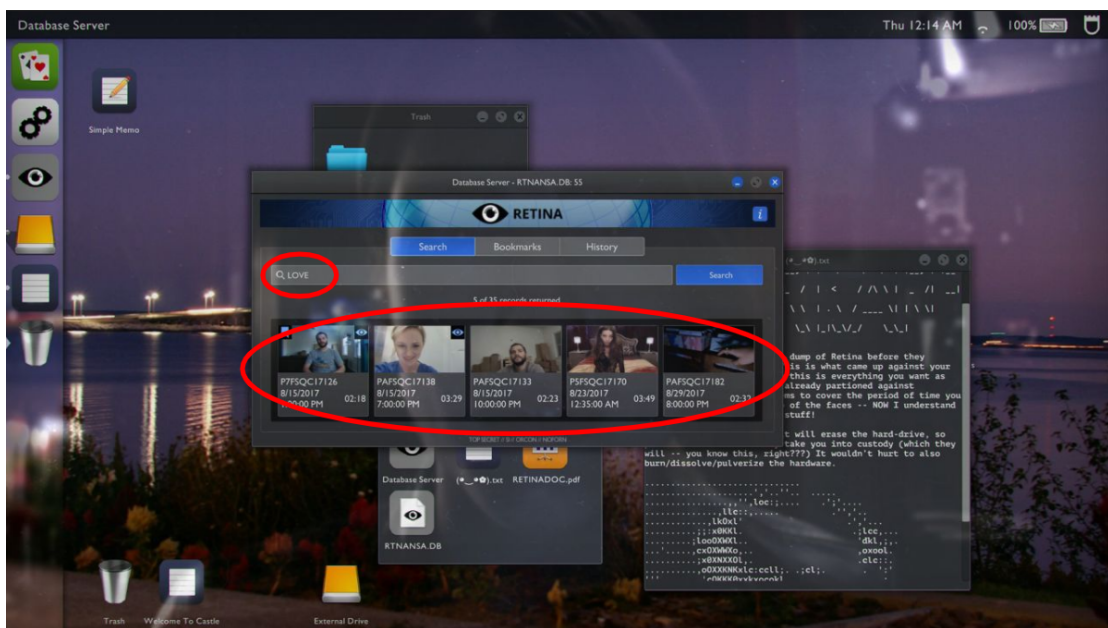 Database Server
Thu 12:14 AM
100%
Simple Memo
Trash
Database Server - RTNANSA.DB: 55
RETINA
i
Search Bookmarks History
LOVE
Search
5 of 35 records returned
P7FSQC17126
8/15/2017
1:00:00 PM 02:18
PAFSQC17138
8/15/2017
7:00:00 PM 03:29
PAFSQC17133
8/15/2017
10:00:00 PM 02:23
PSFSQC17170
8/23/2017
12:35:00 AM 03:49
PAFSQC17182
8/29/2017
8:00:00 PM
TOP SECRET / S-1 ORCON / NOFORN
.txt
dump of Retina before they
is is what came up against your
this is everything you want as
already partioned against
ms to cover the period of time you
of the faces -- NOW I understand
stuff!
t will erase the hard-drive, so
take you into custody (which they
will -- you know this, right???) It wouldn't hurt to also
burn/dissolve/pulverize the hardware.
Database Server
.txt
RETINADOC.pdf
RTNANSA.DB
Trash
Welcome To Castle
External Drive